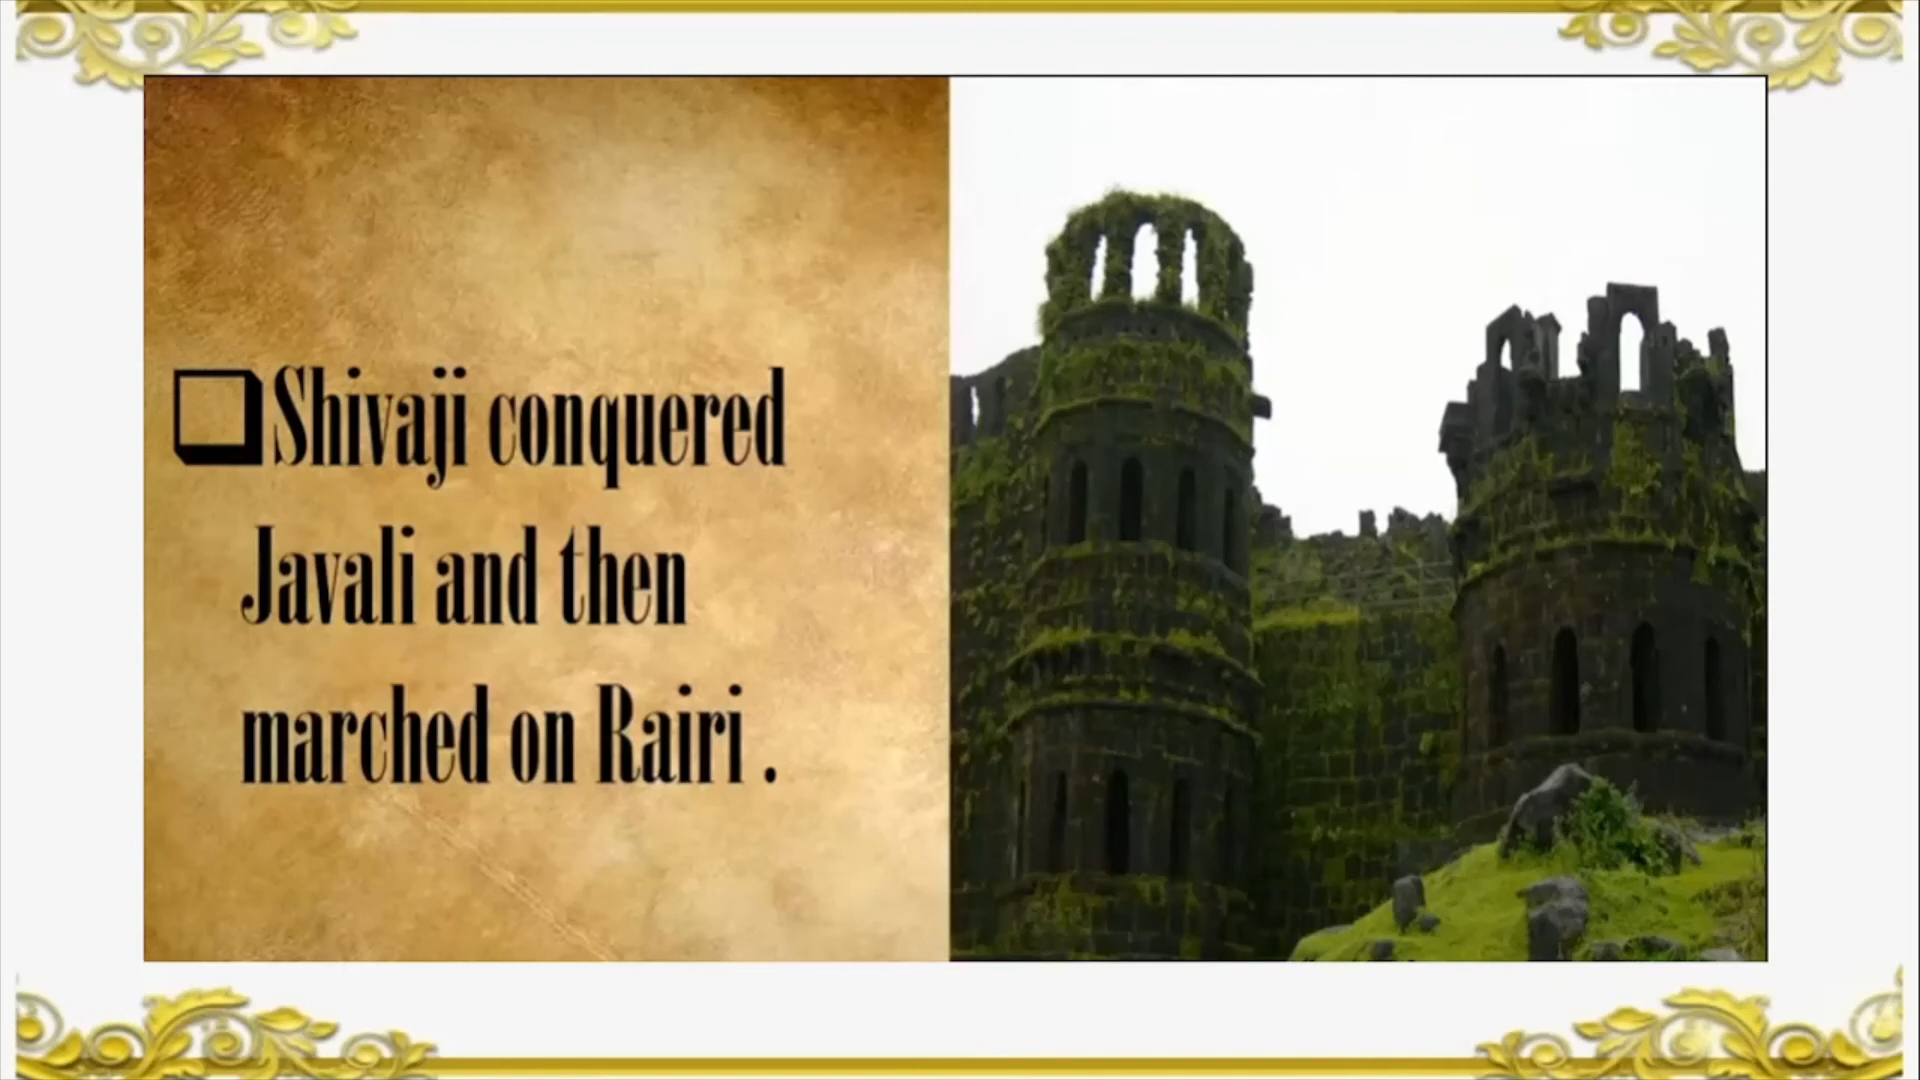 Shivaji conquered
Javali and then
marched on Rairi .